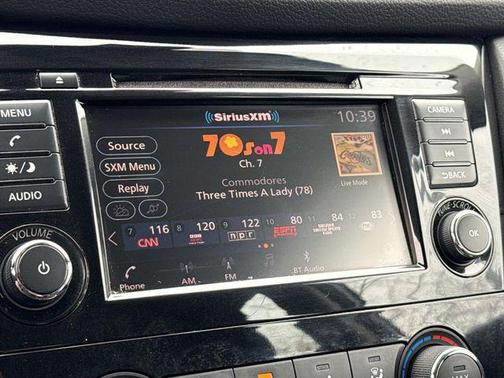 SiriusXM
10:39
MENU
CAMERA
Source
70s on 7
SXM Menu
Ch. 7
BACK
Replay
Commodores
Live Mode
AUDIO
Three Times A Lady (78)
VOLUME
TUNE·SCROLL
7 116 8 120 9 122 10 80 11 84 12 83
CNN npr ESPN FOX
OK
Phone AM FM BT Audio
MAX